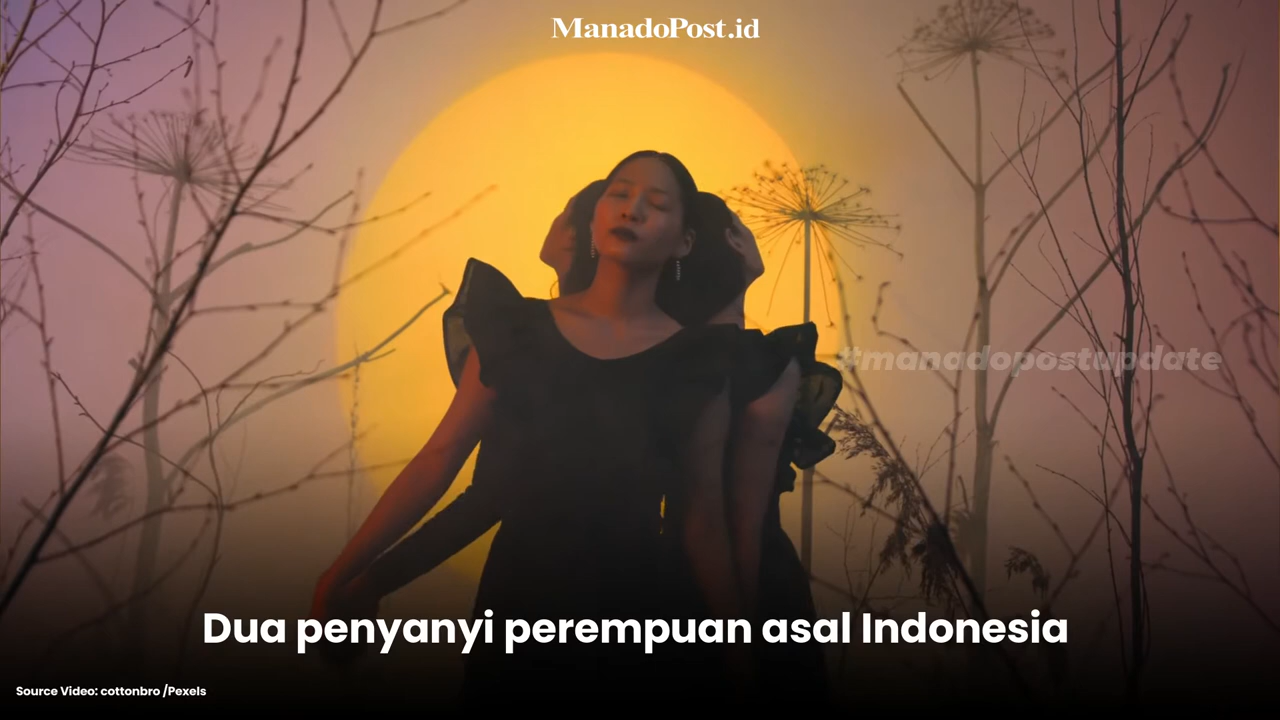 ManadoPost.id
#manadopostupdate
Dua penyanyi perempuan asal Indonesia
Source Video: cottonbro /Pexels